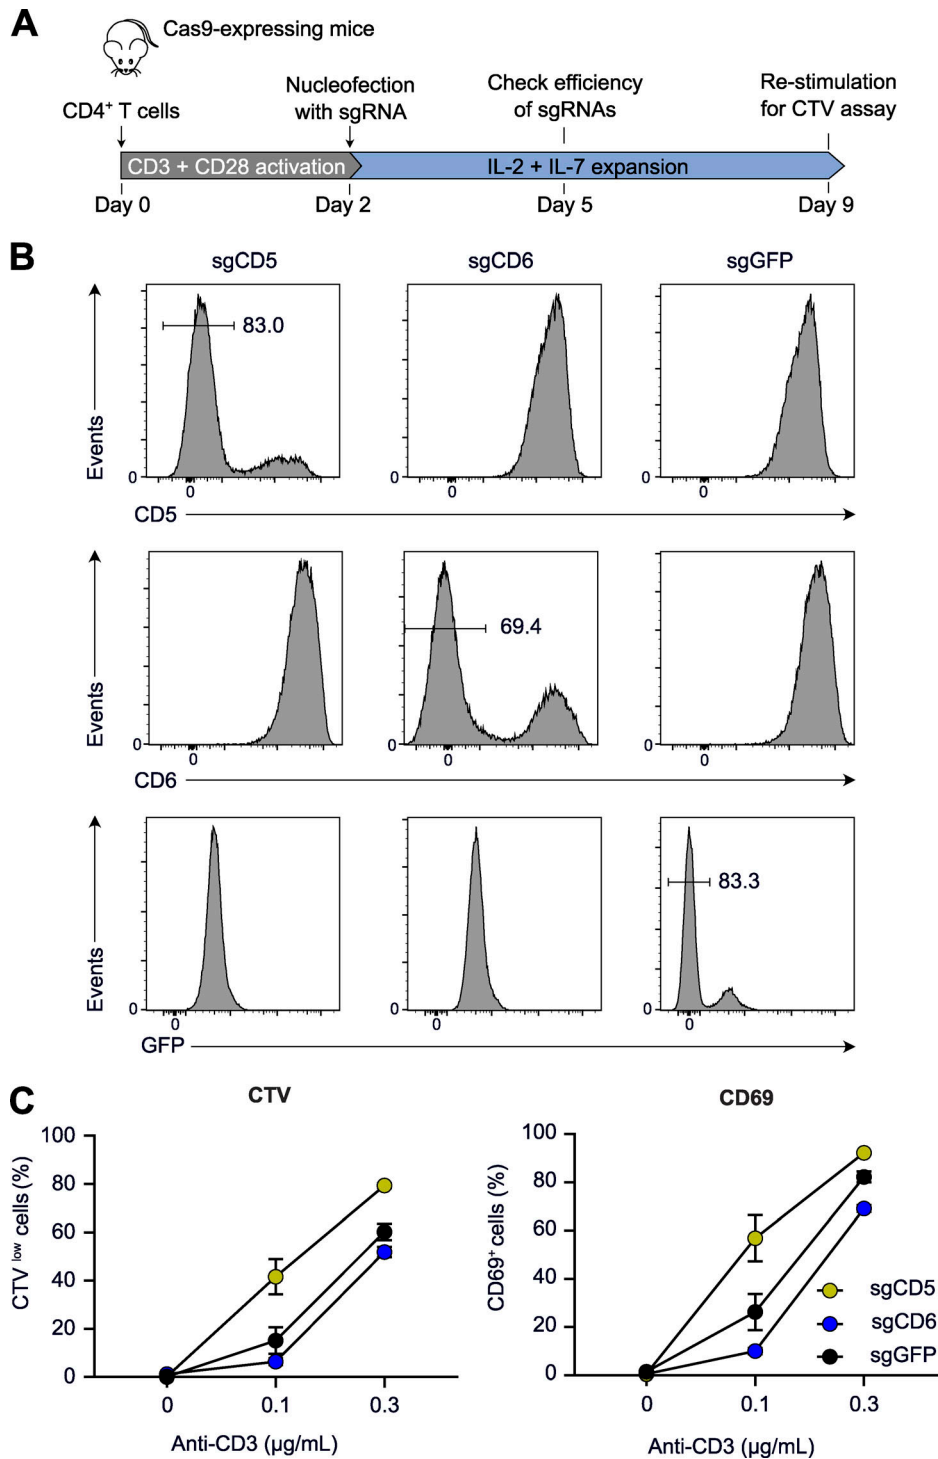 A
Cas9-expressing mice
CD4⁺ T cells
Nucleofection
with sgRNA
Check efficiency
of sgRNAs
Re-stimulation
for CTV assay
CD3 + CD28 activation
IL-2 + IL-7 expansion
Day 0
Day 2
Day 5
Day 9
B
sgCD5
sgCD6
sgGFP
Events
83.0
0
0
0
0
0
0
CD5
Events
69.4
0
0
0
0
0
0
CD6
Events
83.3
0
0
0
0
0
0
GFP
C
CTV
CTV low cells (%)
100
80
60
40
20
0
0
0.1
0.3
Anti-CD3 (µg/mL)
CD69
CD69⁺ cells (%)
100
80
60
40
20
0
0
0.1
0.3
Anti-CD3 (µg/mL)
sgCD5
sgCD6
sgGFP